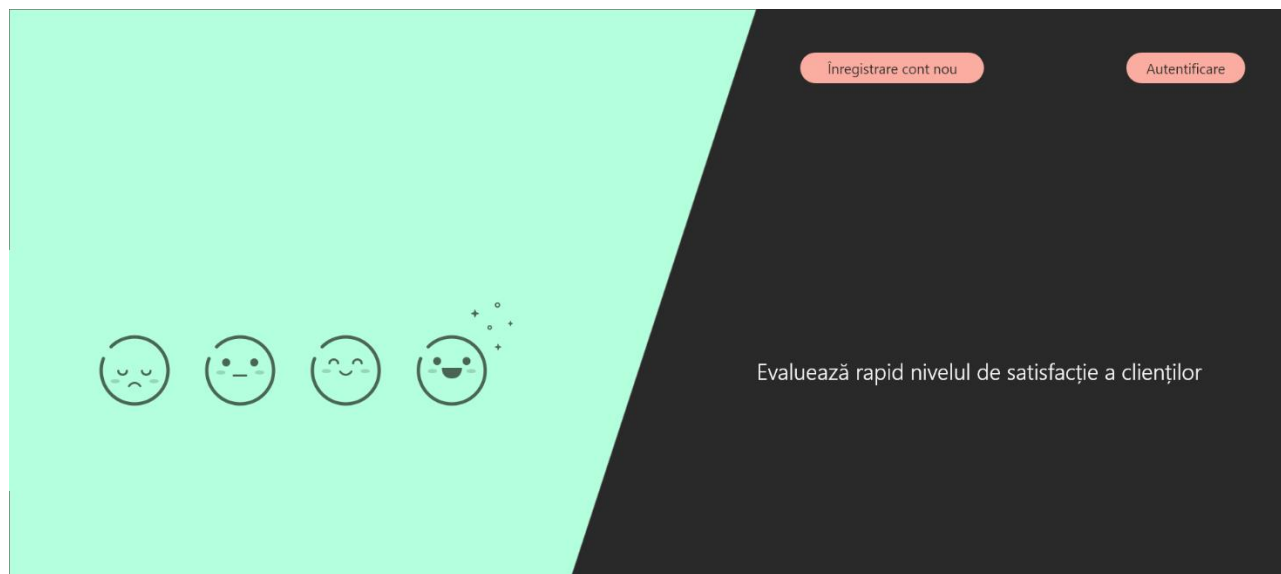 Înregistrare cont nou
Autentificare
Evaluează rapid nivelul de satisfacție a clienților